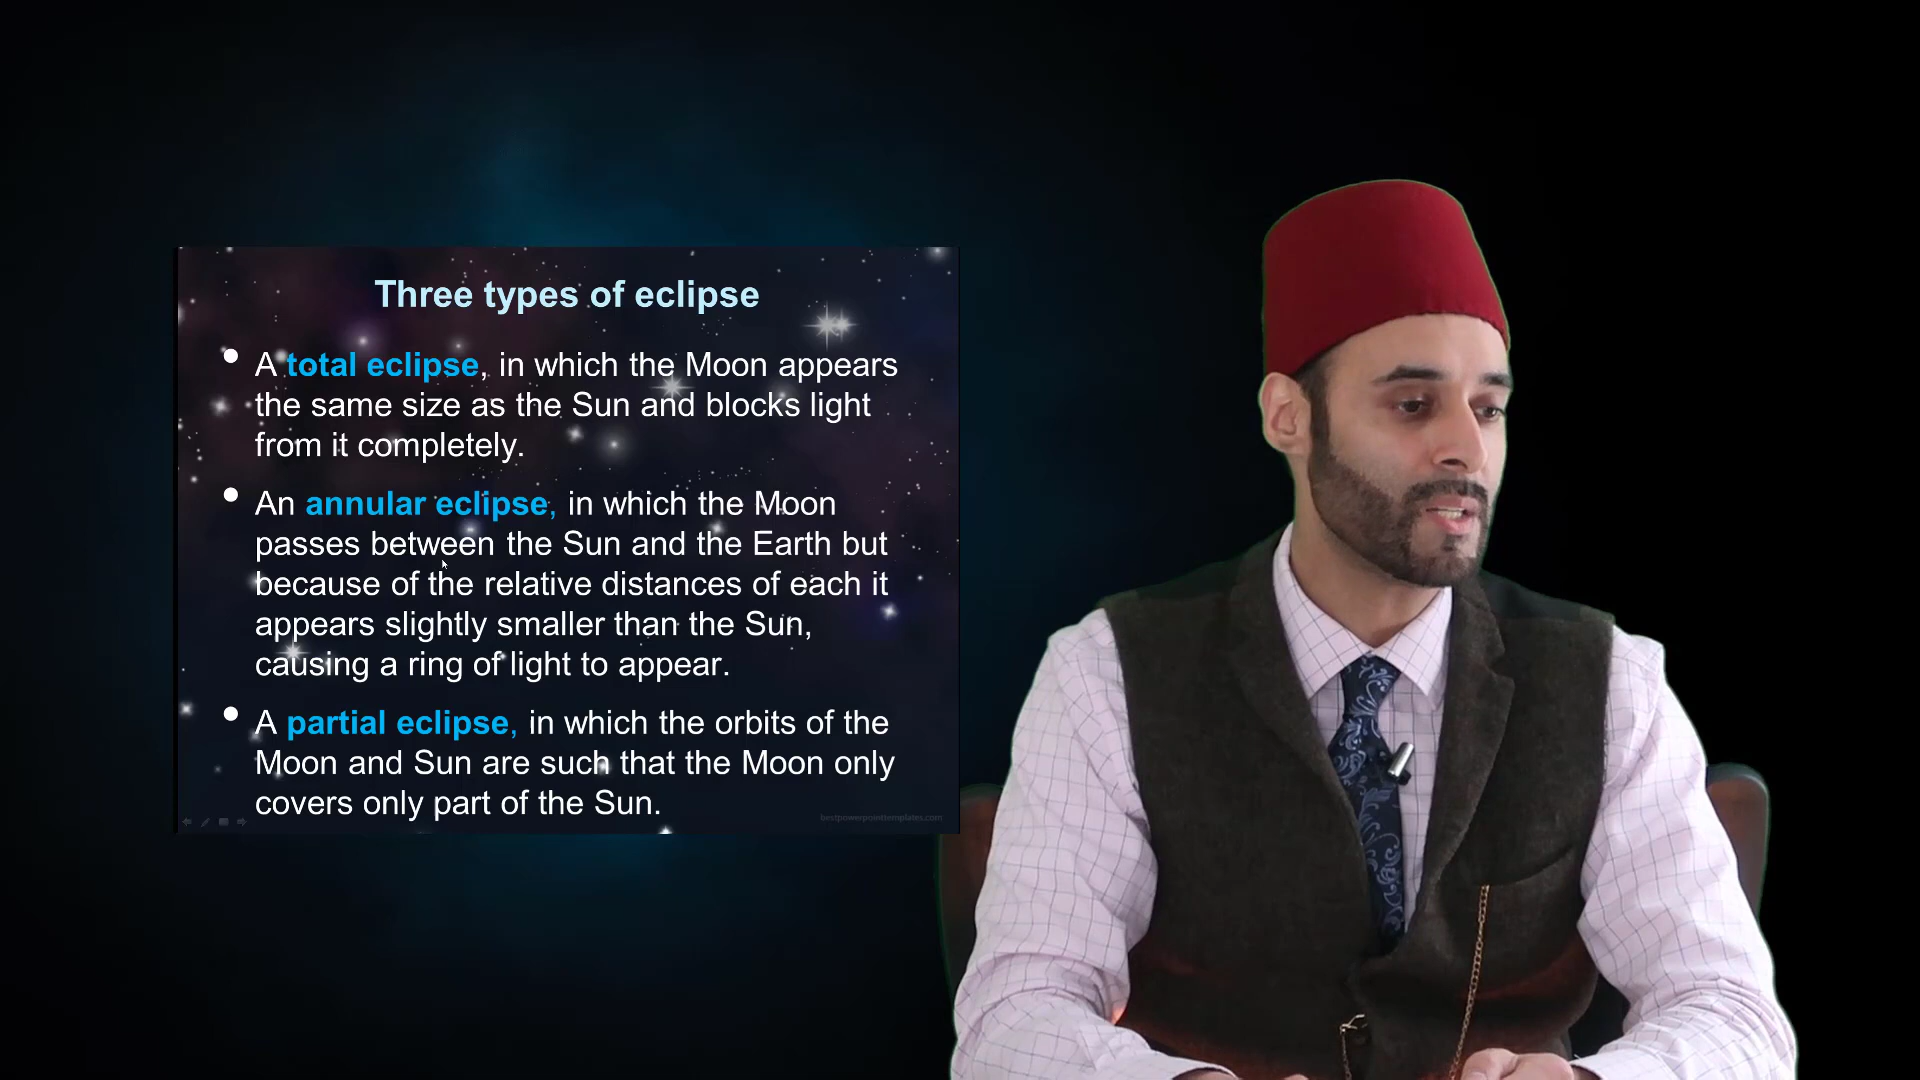 Three types of eclipse
• A total eclipse, in which the Moon appears
the same size as the Sun and blocks light
from it completely.
• An annular eclipse, in which the Moon
passes between the Sun and the Earth but
because of the relative distances of each it
appears slightly smaller than the Sun,
causing a ring of light to appear.
• A partial eclipse, in which the orbits of the
Moon and Sun are such that the Moon only
covers only part of the Sun.
bestpowerpointtemplates.com